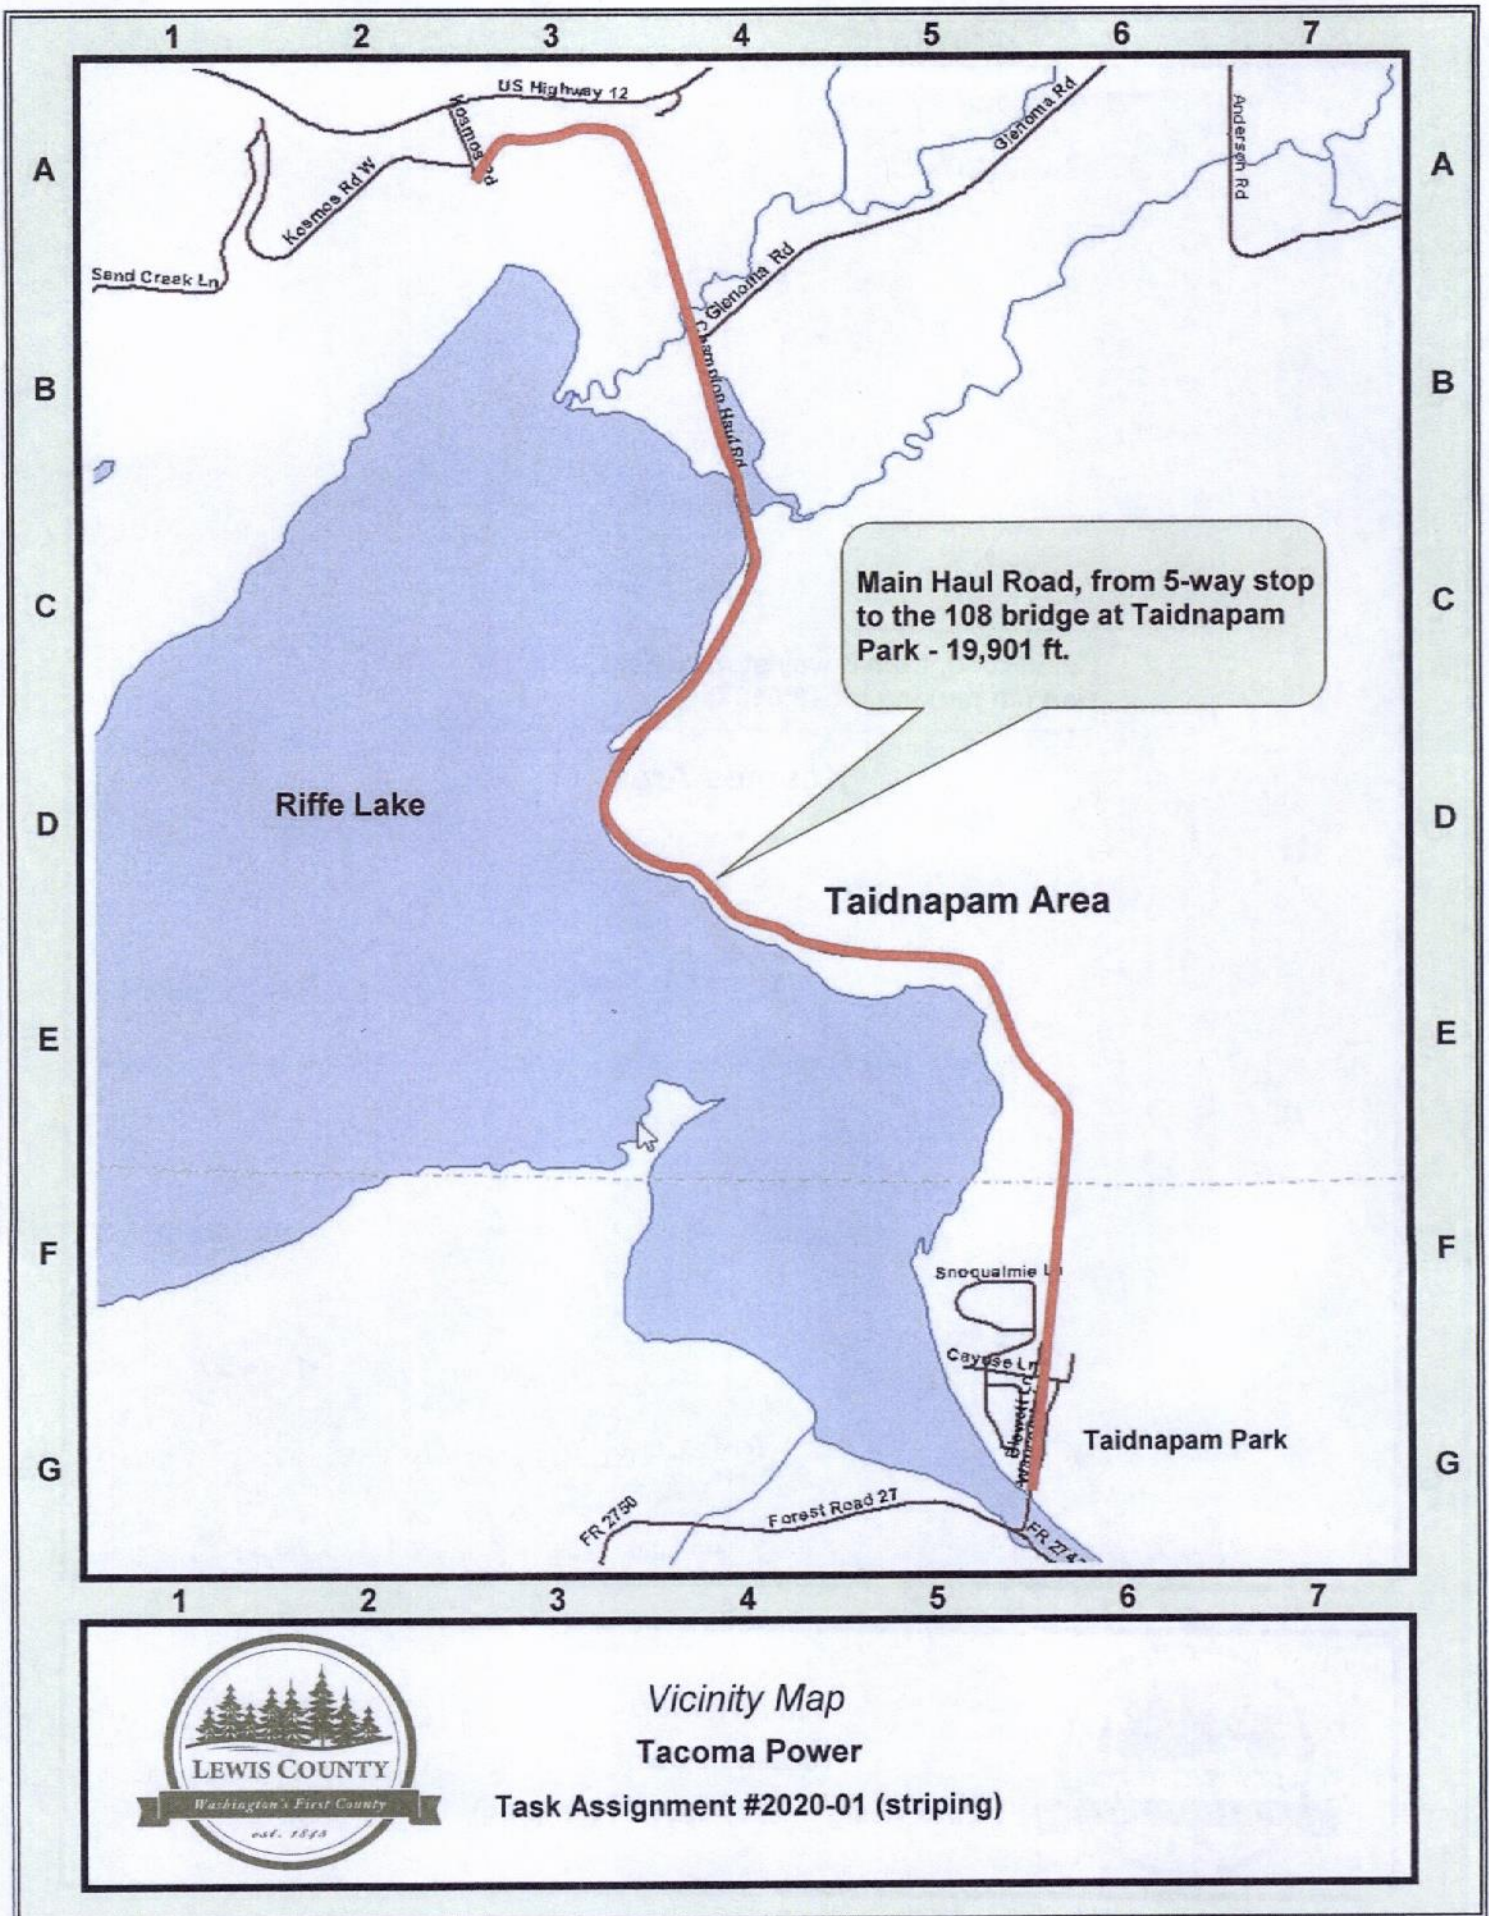 1 2 3 4 5 6 7
A A
US Highway 12
Kosmos Rd
Kosmos Rd W
Glenoma Rd
Anderson Rd
Sand Creek Ln
Glenoma Rd
B B
Champion Haul Rd
C C
Main Haul Road, from 5-way stop
to the 108 bridge at Taidnapam
Park - 19,901 ft.
D D
Riffe Lake
Taidnapam Area
E E
F F
Snoqualmie Ln
Cayuse Ln
Blewett Ln
Taidnapam Park
G G
FR 2750
Forest Road 27
1 2 3 4 5 6 7
LEWIS COUNTY
Washington's First County
est. 1845
Vicinity Map
Tacoma Power
Task Assignment #2020-01 (striping)